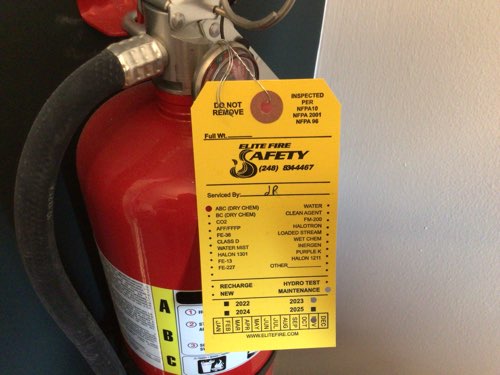 DO NOT REMOVE
INSPECTED PER NFPA10 NFPA 2001 NFPA 96
Full Wt.
ELITE FIRE
SAFETY
(248)
Serviced By: JR
ABC (DRY CHEM)
BC (DRY CHEM)
CO2
AFF/FFFP
FE-36
CLASS D
WATER MIST
HALON 1301
FE-13
FE-227
WATER
CLEAN AGENT
FM-200
HALOTRON
LOADED STREAM
WET CHEM
INERGEN
PURPLE K
HALON 1211
OTHER
RECHARGE
NEW
HYDRO TEST
MAINTENANCE
2022 2023
2024 2025
JAN FEB MAR APR MAY JUN JUL AUG SEP OCT NOV DEC
WWW.ELITEFIRE.COM
A
B
C
1
2
3